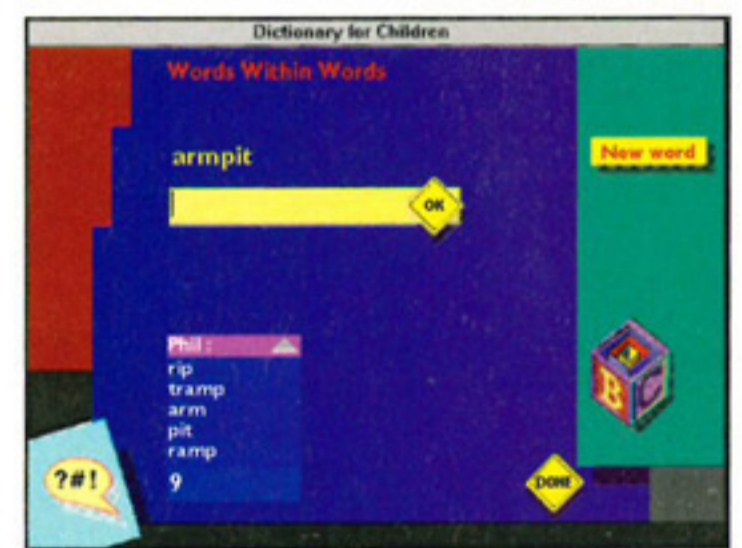 Dictionary for Children
Words Within Words
armpit
New word
OK
Phil:
rip
tramp
arm
pit
ramp
9
B C
?#!
DONE